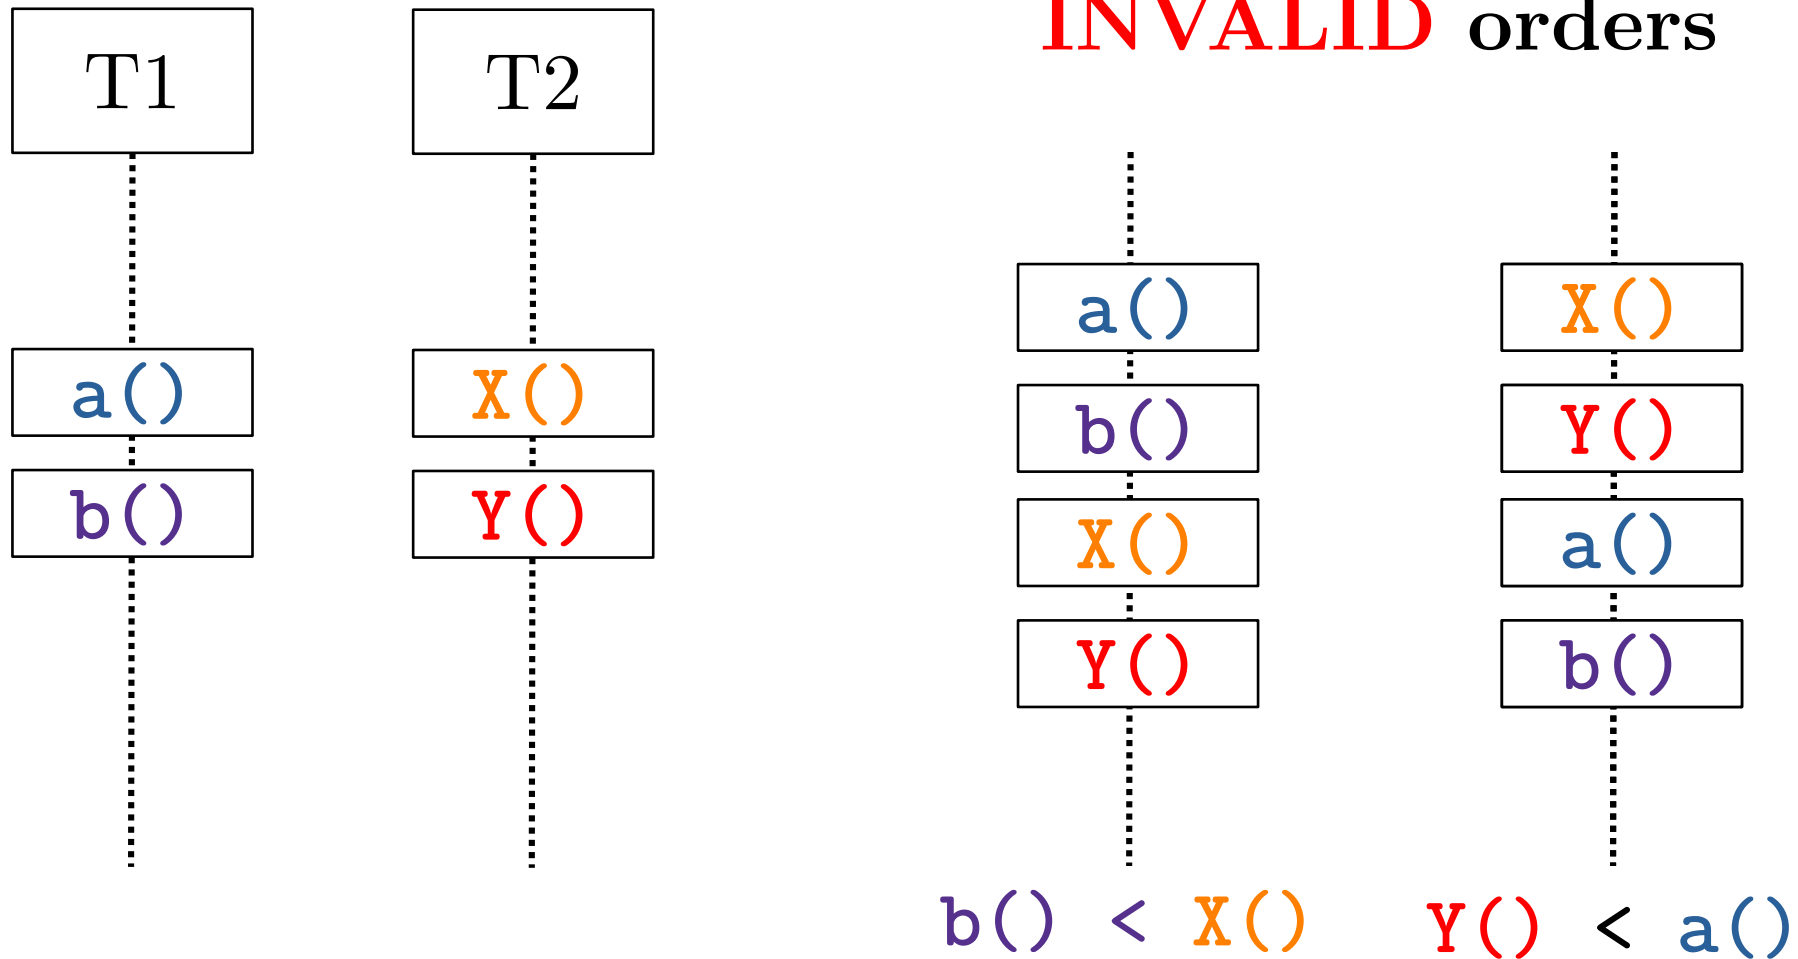 T1
T2
INVALID orders
a()
b()
X()
Y()
a()
b()
X()
Y()
X()
Y()
a()
b()
b() < X()
Y() < a()